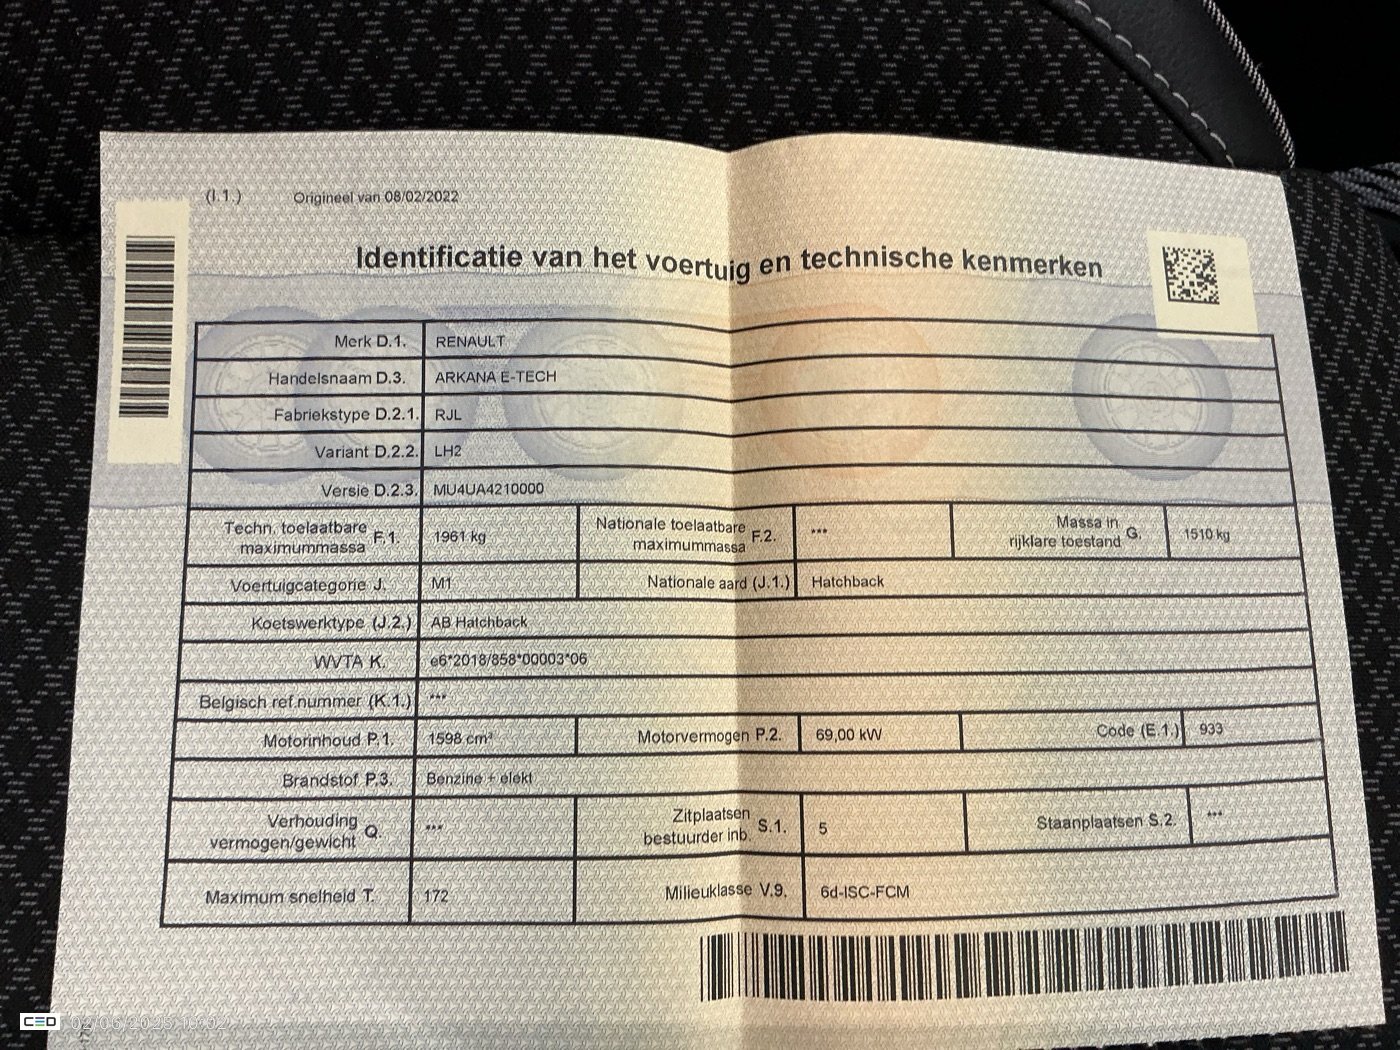 (I.1.) Origineel van 08/02/2022
Identificatie van het voertuig en technische kenmerken
Merk D.1. RENAULT
Handelsnaam D.3. ARKANA E-TECH
Fabriekstype D.2.1. RJL
Variant D.2.2. LH2
Versie D.2.3. MU4UA4210000
Techn. toelaatbare maximummassa F.1. 1961 kg Nationale toelaatbare maximummassa F.2. *** Massa in rijklare toestand G. 1510 kg
Voertuigcategorie J. M1 Nationale aard (J.1.) Hatchback
Koetswerktype (J.2.) AB Hatchback
WVTA K. e6*2018/858*00003*06
Belgisch ref.nummer (K.1.) ***
Motorinhoud P.1. 1598 cm³ Motorvermogen P.2. 69,00 kW Code (E.1.) 933
Brandstof P.3. Benzine + elekt
Verhouding vermogen/gewicht Q. *** Zitplaatsen bestuurder inb. S.1. 5 Staanplaatsen S.2. ***
Maximum snelheid T. 172 Milieuklasse V.9. 6d-ISC-FCM
CED